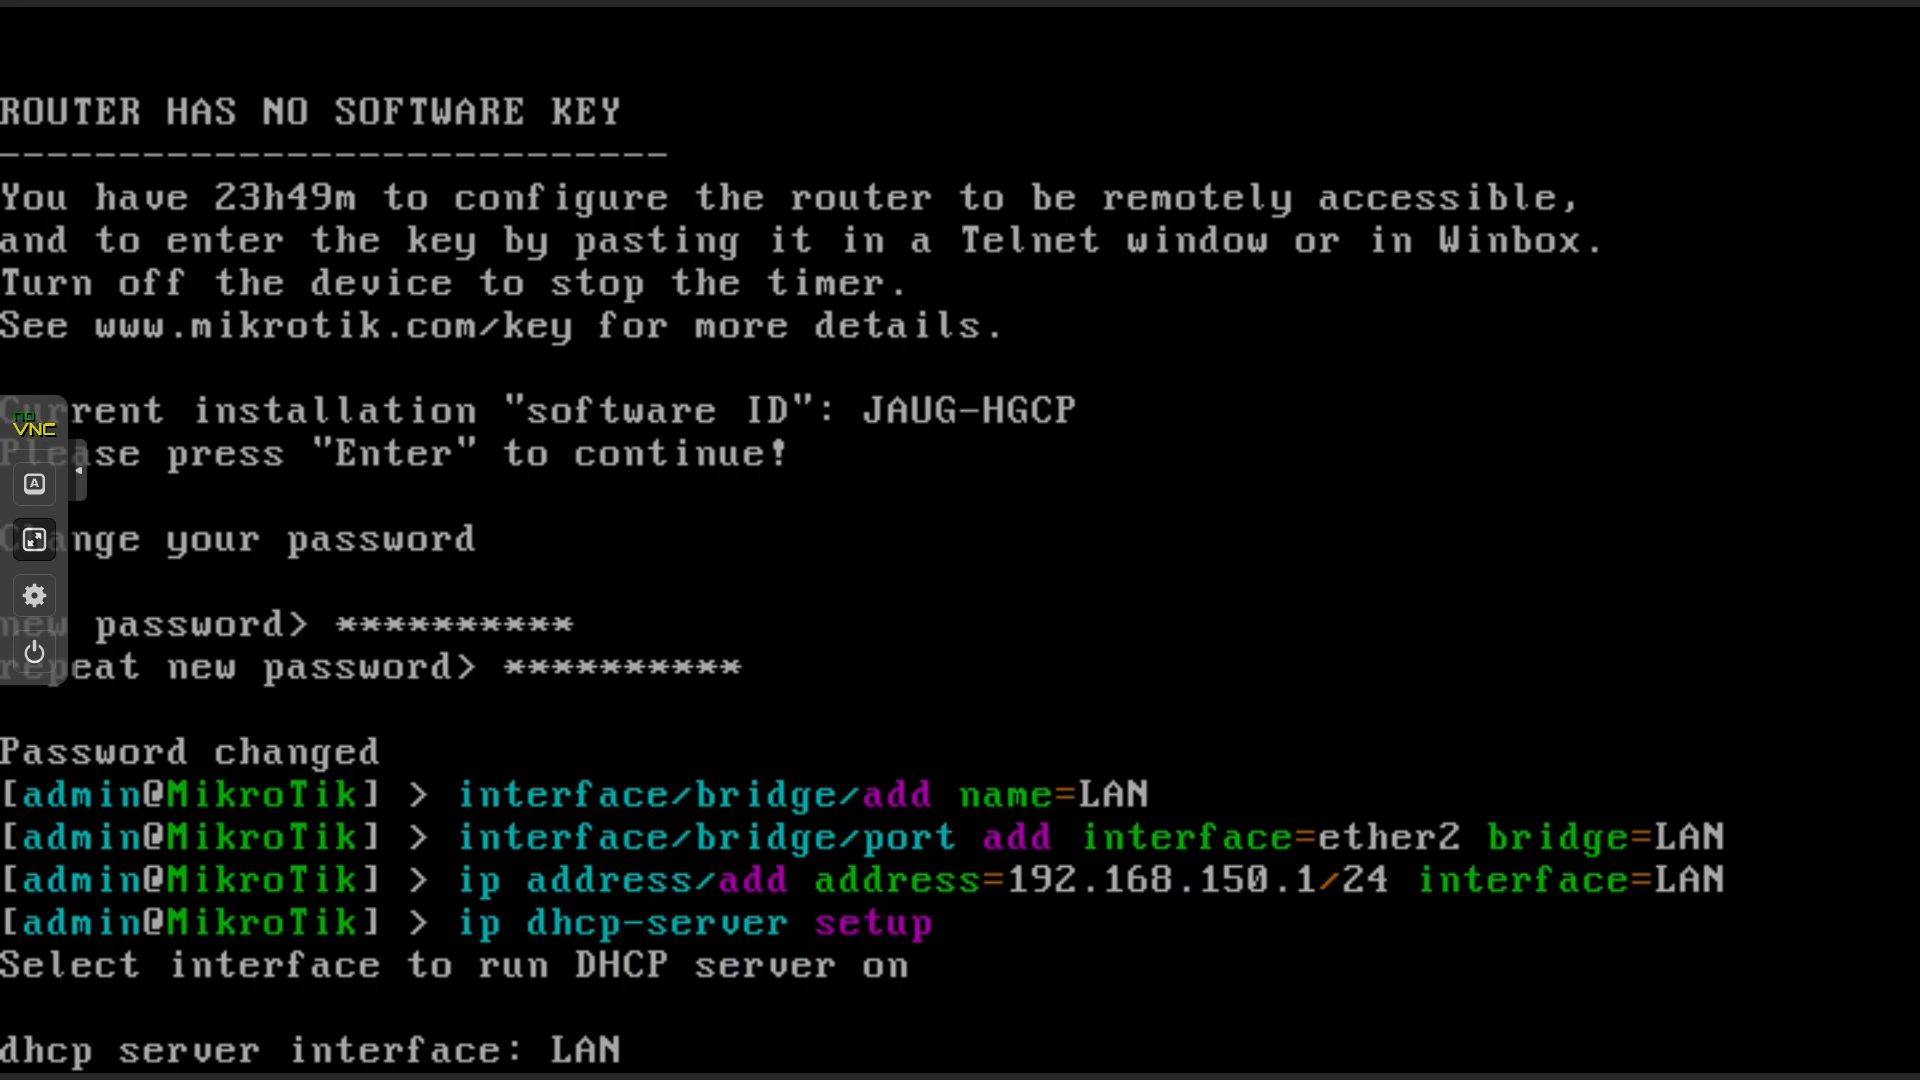 ROUTER HAS NO SOFTWARE KEY
----------------------------
You have 23h49m to configure the router to be remotely accessible,
and to enter the key by pasting it in a Telnet window or in Winbox.
Turn off the device to stop the timer.
See www.mikrotik.com/key for more details.
Current installation "software ID": JAUG-HGCP
Please press "Enter" to continue!
Change your password
new password> **********
repeat new password> **********
Password changed
[admin@MikroTik] > interface/bridge/add name=LAN
[admin@MikroTik] > interface/bridge/port add interface=ether2 bridge=LAN
[admin@MikroTik] > ip address/add address=192.168.150.1/24 interface=LAN
[admin@MikroTik] > ip dhcp-server setup
Select interface to run DHCP server on
dhcp server interface: LAN
no
VNC
A